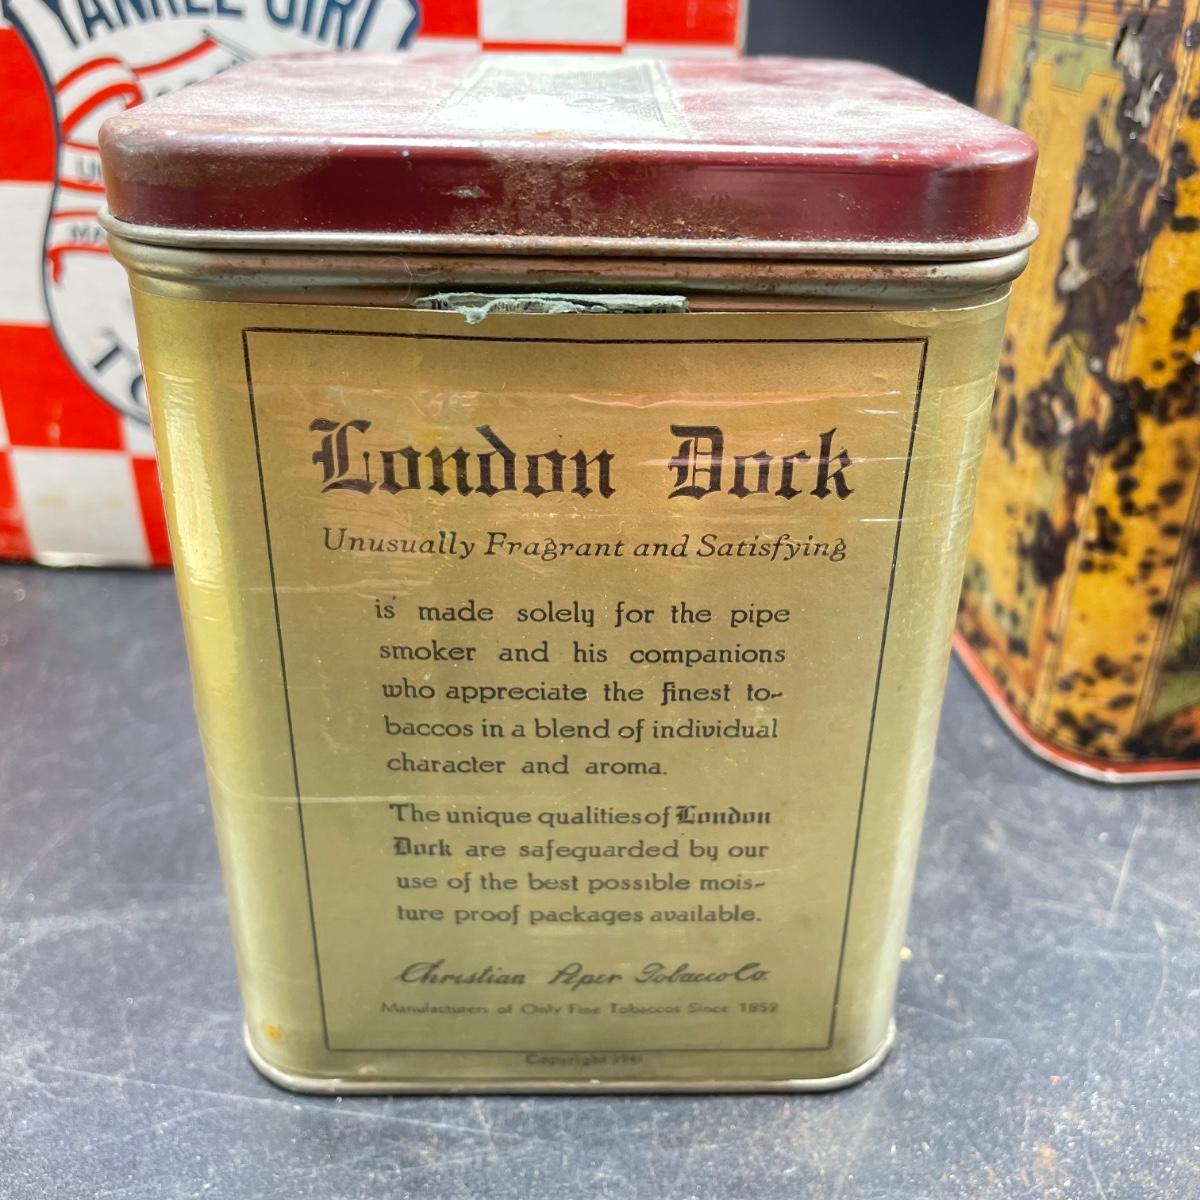 YANKEE GIRL
London Dock
Unusually Fragrant and Satisfying
is made solely for the pipe
smoker and his companions
who appreciate the finest to-
baccos in a blend of individual
character and aroma.
The unique qualities of London
Dock are safeguarded by our
use of the best possible mois-
ture proof packages available.
Christian Peper Tobacco Co.
Manufacturers of Only Fine Tobaccos Since 1852
Copyright 1941